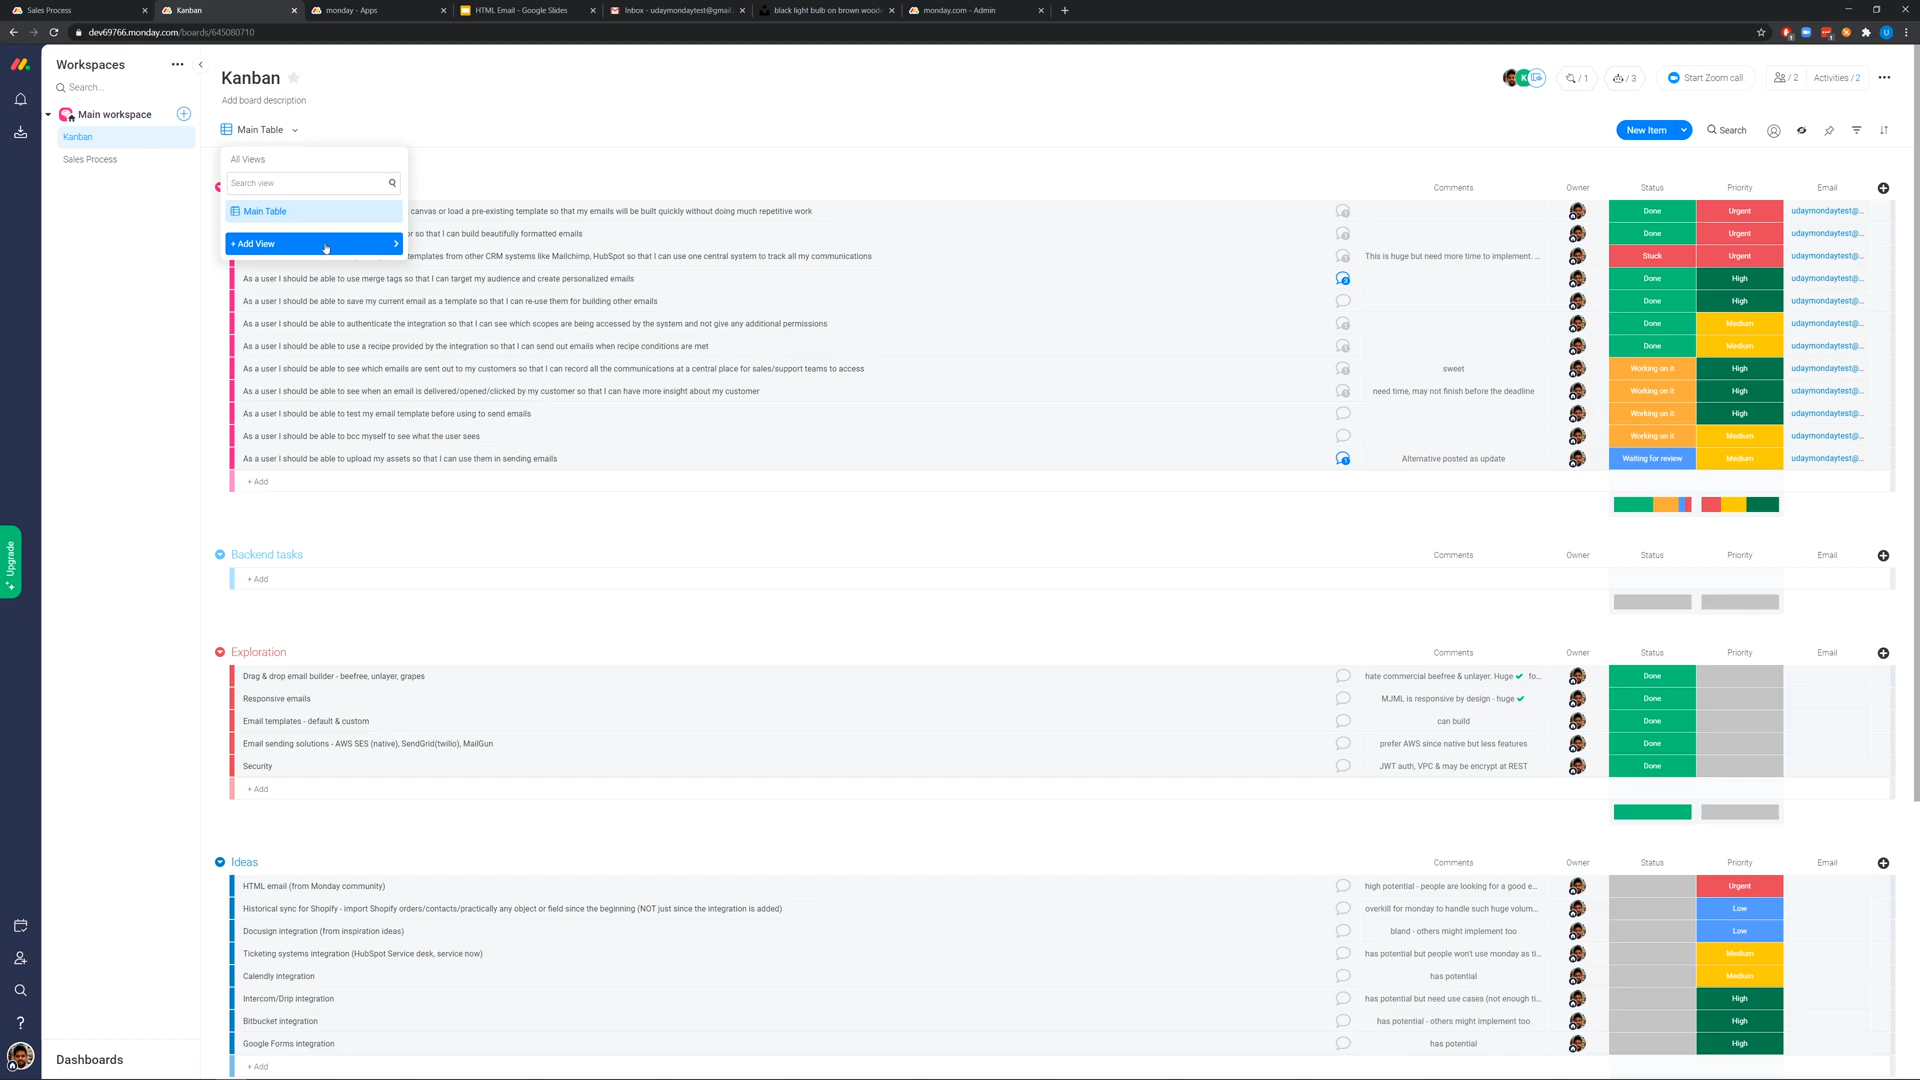 Sales Process
Kanban
monday - Apps
HTML Email - Google Slides
Inbox - udaymondaytest@gmail.
black light bulb on brown woode
monday.com - Admin
dev69766.monday.com/boards/645080710
Workspaces
Search...
Main workspace
Kanban
Sales Process
Upgrade
Dashboards
Kanban
Add board description
K
/ 1
/ 3
Start Zoom call
/ 2
Activities / 2
Main Table
New Item
Search
All Views
Search view
Main Table
+ Add View
Comments Owner Status Priority Email
canvas or load a pre-existing template so that my emails will be built quickly without doing much repetitive work Done Urgent udaymondaytest@...
or so that I can build beautifully formatted emails Done Urgent udaymondaytest@...
templates from other CRM systems like Mailchimp, HubSpot so that I can use one central system to track all my communications This is huge but need more time to implement. ... Stuck Urgent udaymondaytest@...
As a user I should be able to use merge tags so that I can target my audience and create personalized emails Done High udaymondaytest@...
As a user I should be able to save my current email as a template so that I can re-use them for building other emails Done High udaymondaytest@...
As a user I should be able to authenticate the integration so that I can see which scopes are being accessed by the system and not give any additional permissions Done Medium udaymondaytest@...
As a user I should be able to use a recipe provided by the integration so that I can send out emails when recipe conditions are met Done Medium udaymondaytest@...
As a user I should be able to see which emails are sent out to my customers so that I can record all the communications at a central place for sales/support teams to access sweet Working on it High udaymondaytest@...
As a user I should be able to see when an email is delivered/opened/clicked by my customer so that I can have more insight about my customer need time, may not finish before the deadline Working on it High udaymondaytest@...
As a user I should be able to test my email template before using to send emails Working on it High udaymondaytest@...
As a user I should be able to bcc myself to see what the user sees Working on it Medium udaymondaytest@...
As a user I should be able to upload my assets so that I can use them in sending emails Alternative posted as update Waiting for review Medium udaymondaytest@...
+ Add
Backend tasks Comments Owner Status Priority Email
+ Add
Exploration Comments Owner Status Priority Email
Drag & drop email builder - beefree, unlayer, grapes hate commercial beefree & unlayer. Huge ✔ fo... Done
Responsive emails MJML is responsive by design - huge ✔ Done
Email templates - default & custom can build Done
Email sending solutions - AWS SES (native), SendGrid(twilio), MailGun prefer AWS since native but less features Done
Security JWT auth, VPC & may be encrypt at REST Done
+ Add
Ideas Comments Owner Status Priority Email
HTML email (from Monday community) high potential - people are looking for a good e... Urgent
Historical sync for Shopify - import Shopify orders/contacts/practically any object or field since the beginning (NOT just since the integration is added) overkill for monday to handle such huge volum... Low
Docusign integration (from inspiration ideas) bland - others might implement too Low
Ticketing systems integration (HubSpot Service desk, service now) has potential but people won't use monday as ti... Medium
Calendly integration has potential Medium
Intercom/Drip integration has potential but need use cases (not enough ti... High
Bitbucket integration has potential - others might implement too High
Google Forms integration has potential High
+ Add